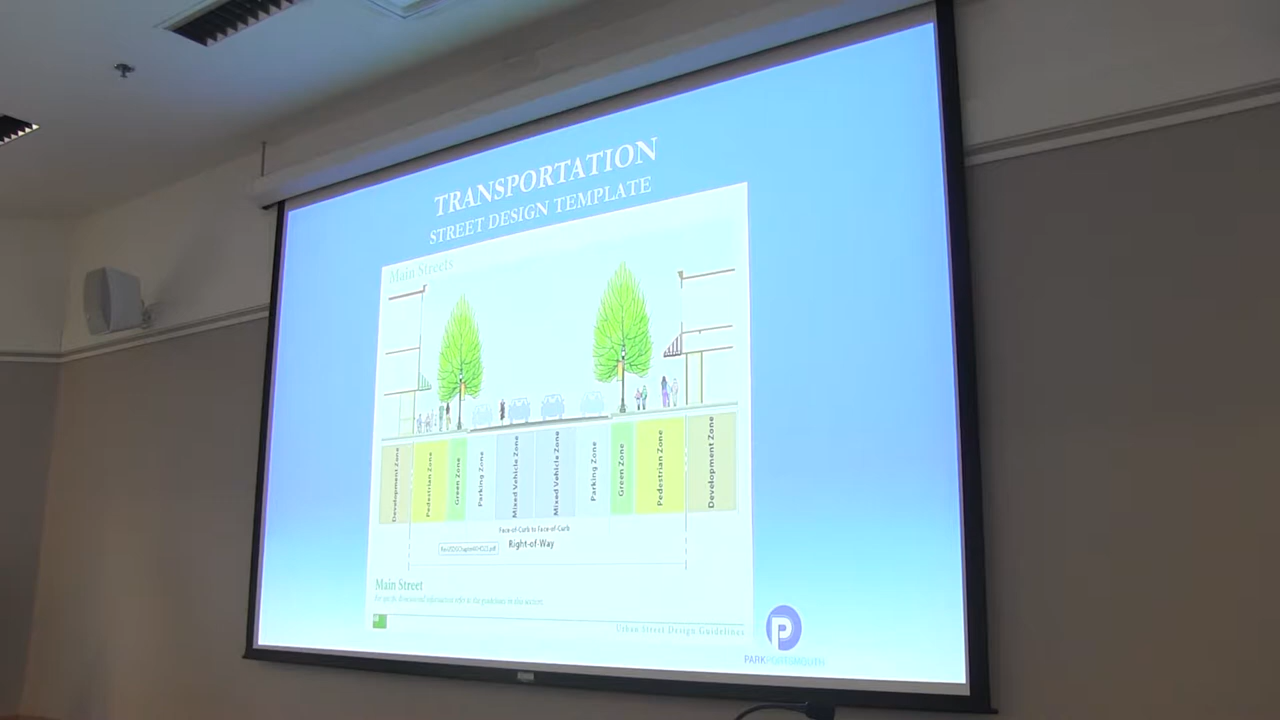 TRANSPORTATION
STREET DESIGN TEMPLATE
Main Streets
Development Zone
Pedestrian Zone
Green Zone
Parking Zone
Mixed Vehicle Zone
Mixed Vehicle Zone
Parking Zone
Green Zone
Pedestrian Zone
Development Zone
Face-of-Curb to Face-of-Curb
Right-of-Way
Main Street
Urban Street Design Guidelines
P
PARKPORTSMOUTH